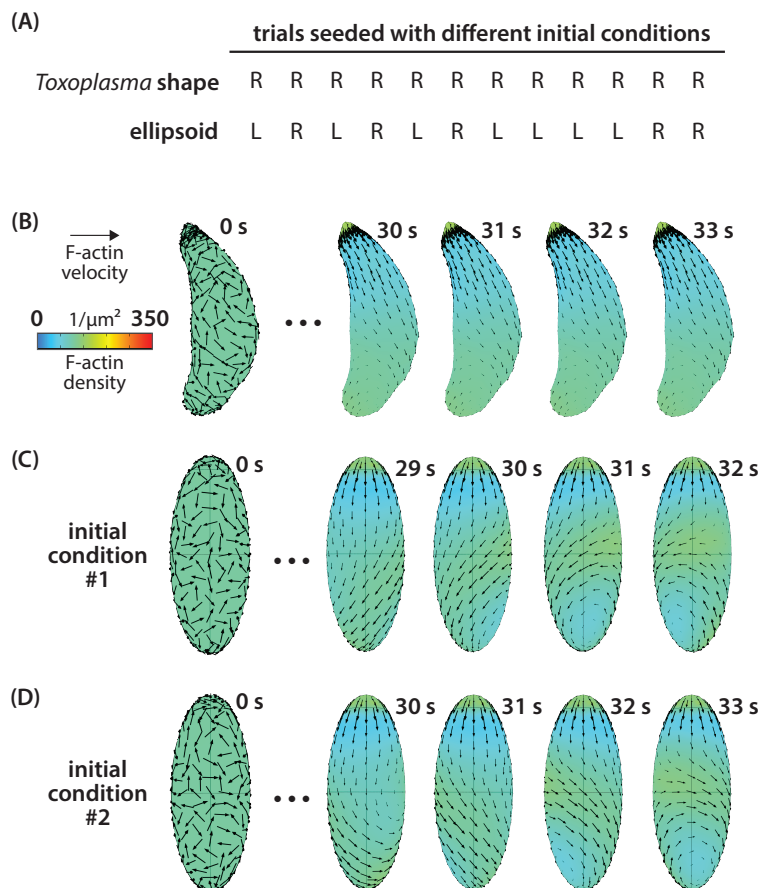 (A)
trials seeded with different initial conditions
Toxoplasma shape R R R R R R R R R R R R
ellipsoid L R L R L R L L L L R R
(B)
0 s 30 s 31 s 32 s 33 s
F-actin
velocity
0 1/μm² 350
F-actin
density
(C)
0 s 29 s 30 s 31 s 32 s
initial
condition
#1
(D)
0 s 30 s 31 s 32 s 33 s
initial
condition
#2